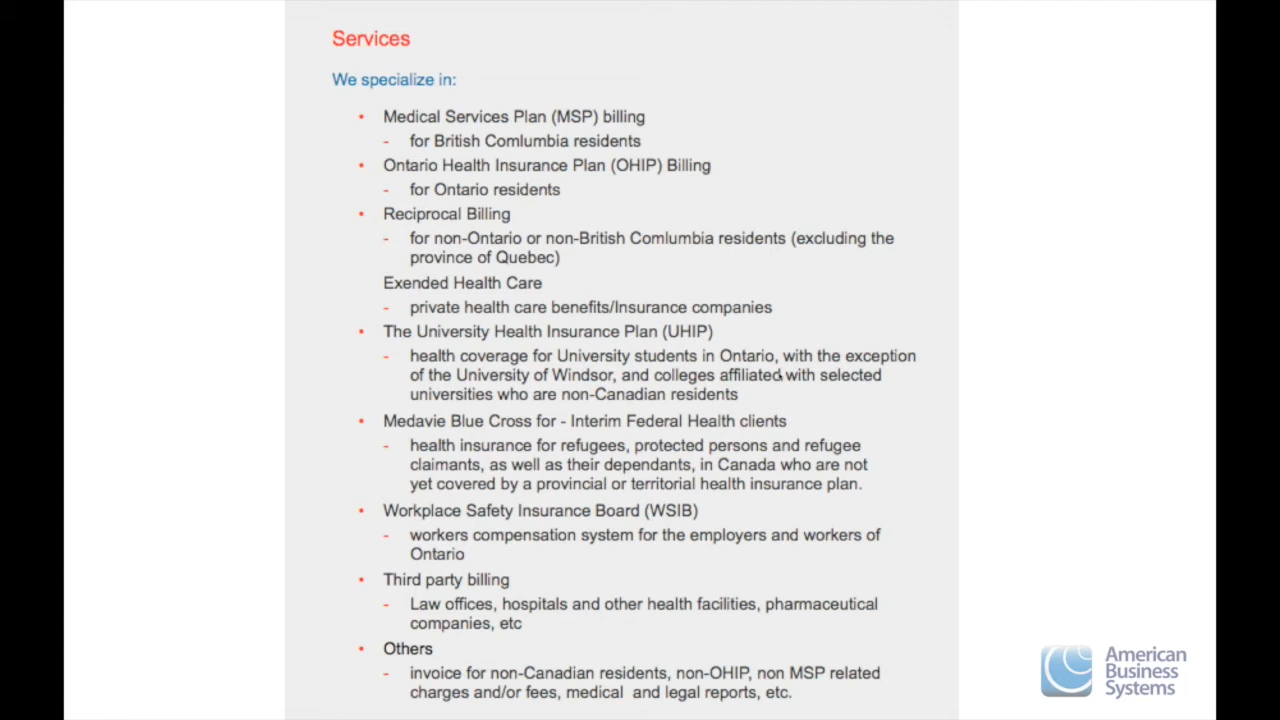 Services
We specialize in:
• Medical Services Plan (MSP) billing
- for British Comlumbia residents
• Ontario Health Insurance Plan (OHIP) Billing
- for Ontario residents
• Reciprocal Billing
- for non-Ontario or non-British Comlumbia residents (excluding the
province of Quebec)
Exended Health Care
- private health care benefits/Insurance companies
• The University Health Insurance Plan (UHIP)
- health coverage for University students in Ontario, with the exception
of the University of Windsor, and colleges affiliated with selected
universities who are non-Canadian residents
• Medavie Blue Cross for - Interim Federal Health clients
- health insurance for refugees, protected persons and refugee
claimants, as well as their dependants, in Canada who are not
yet covered by a provincial or territorial health insurance plan.
• Workplace Safety Insurance Board (WSIB)
- workers compensation system for the employers and workers of
Ontario
• Third party billing
- Law offices, hospitals and other health facilities, pharmaceutical
companies, etc
• Others
- invoice for non-Canadian residents, non-OHIP, non MSP related
charges and/or fees, medical and legal reports, etc.
American
Business
Systems